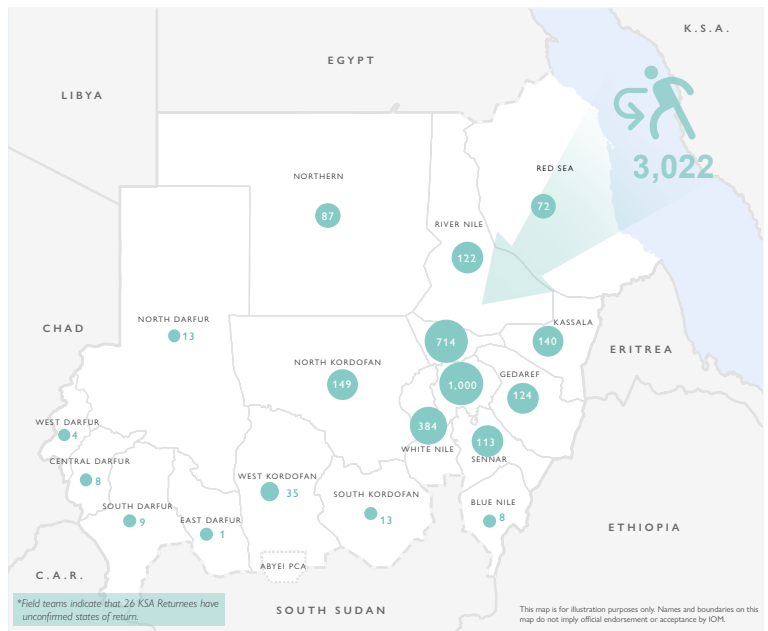 K.S.A.
EGYPT
LIBYA
3,022
RED SEA
NORTHERN
72
87
RIVER NILE
122
NORTH DARFUR
13
CHAD
KASSALA
714
140
ERITREA
NORTH KORDOFAN
149
1,000
GEDAREF
124
WEST DARFUR
4
384
WHITE NILE
113
SENNAR
CENTRAL DARFUR
8
WEST KORDOFAN
35
SOUTH KORDOFAN
13
BLUE NILE
8
SOUTH DARFUR
9
EAST DARFUR
1
ETHIOPIA
ABYEI PCA
C.A.R.
*Field teams indicate that 26 KSA Returnees have
unconfirmed states of return.
SOUTH SUDAN
This map is for illustration purposes only. Names and boundaries on this
map do not imply official endorsement or acceptance by IOM.